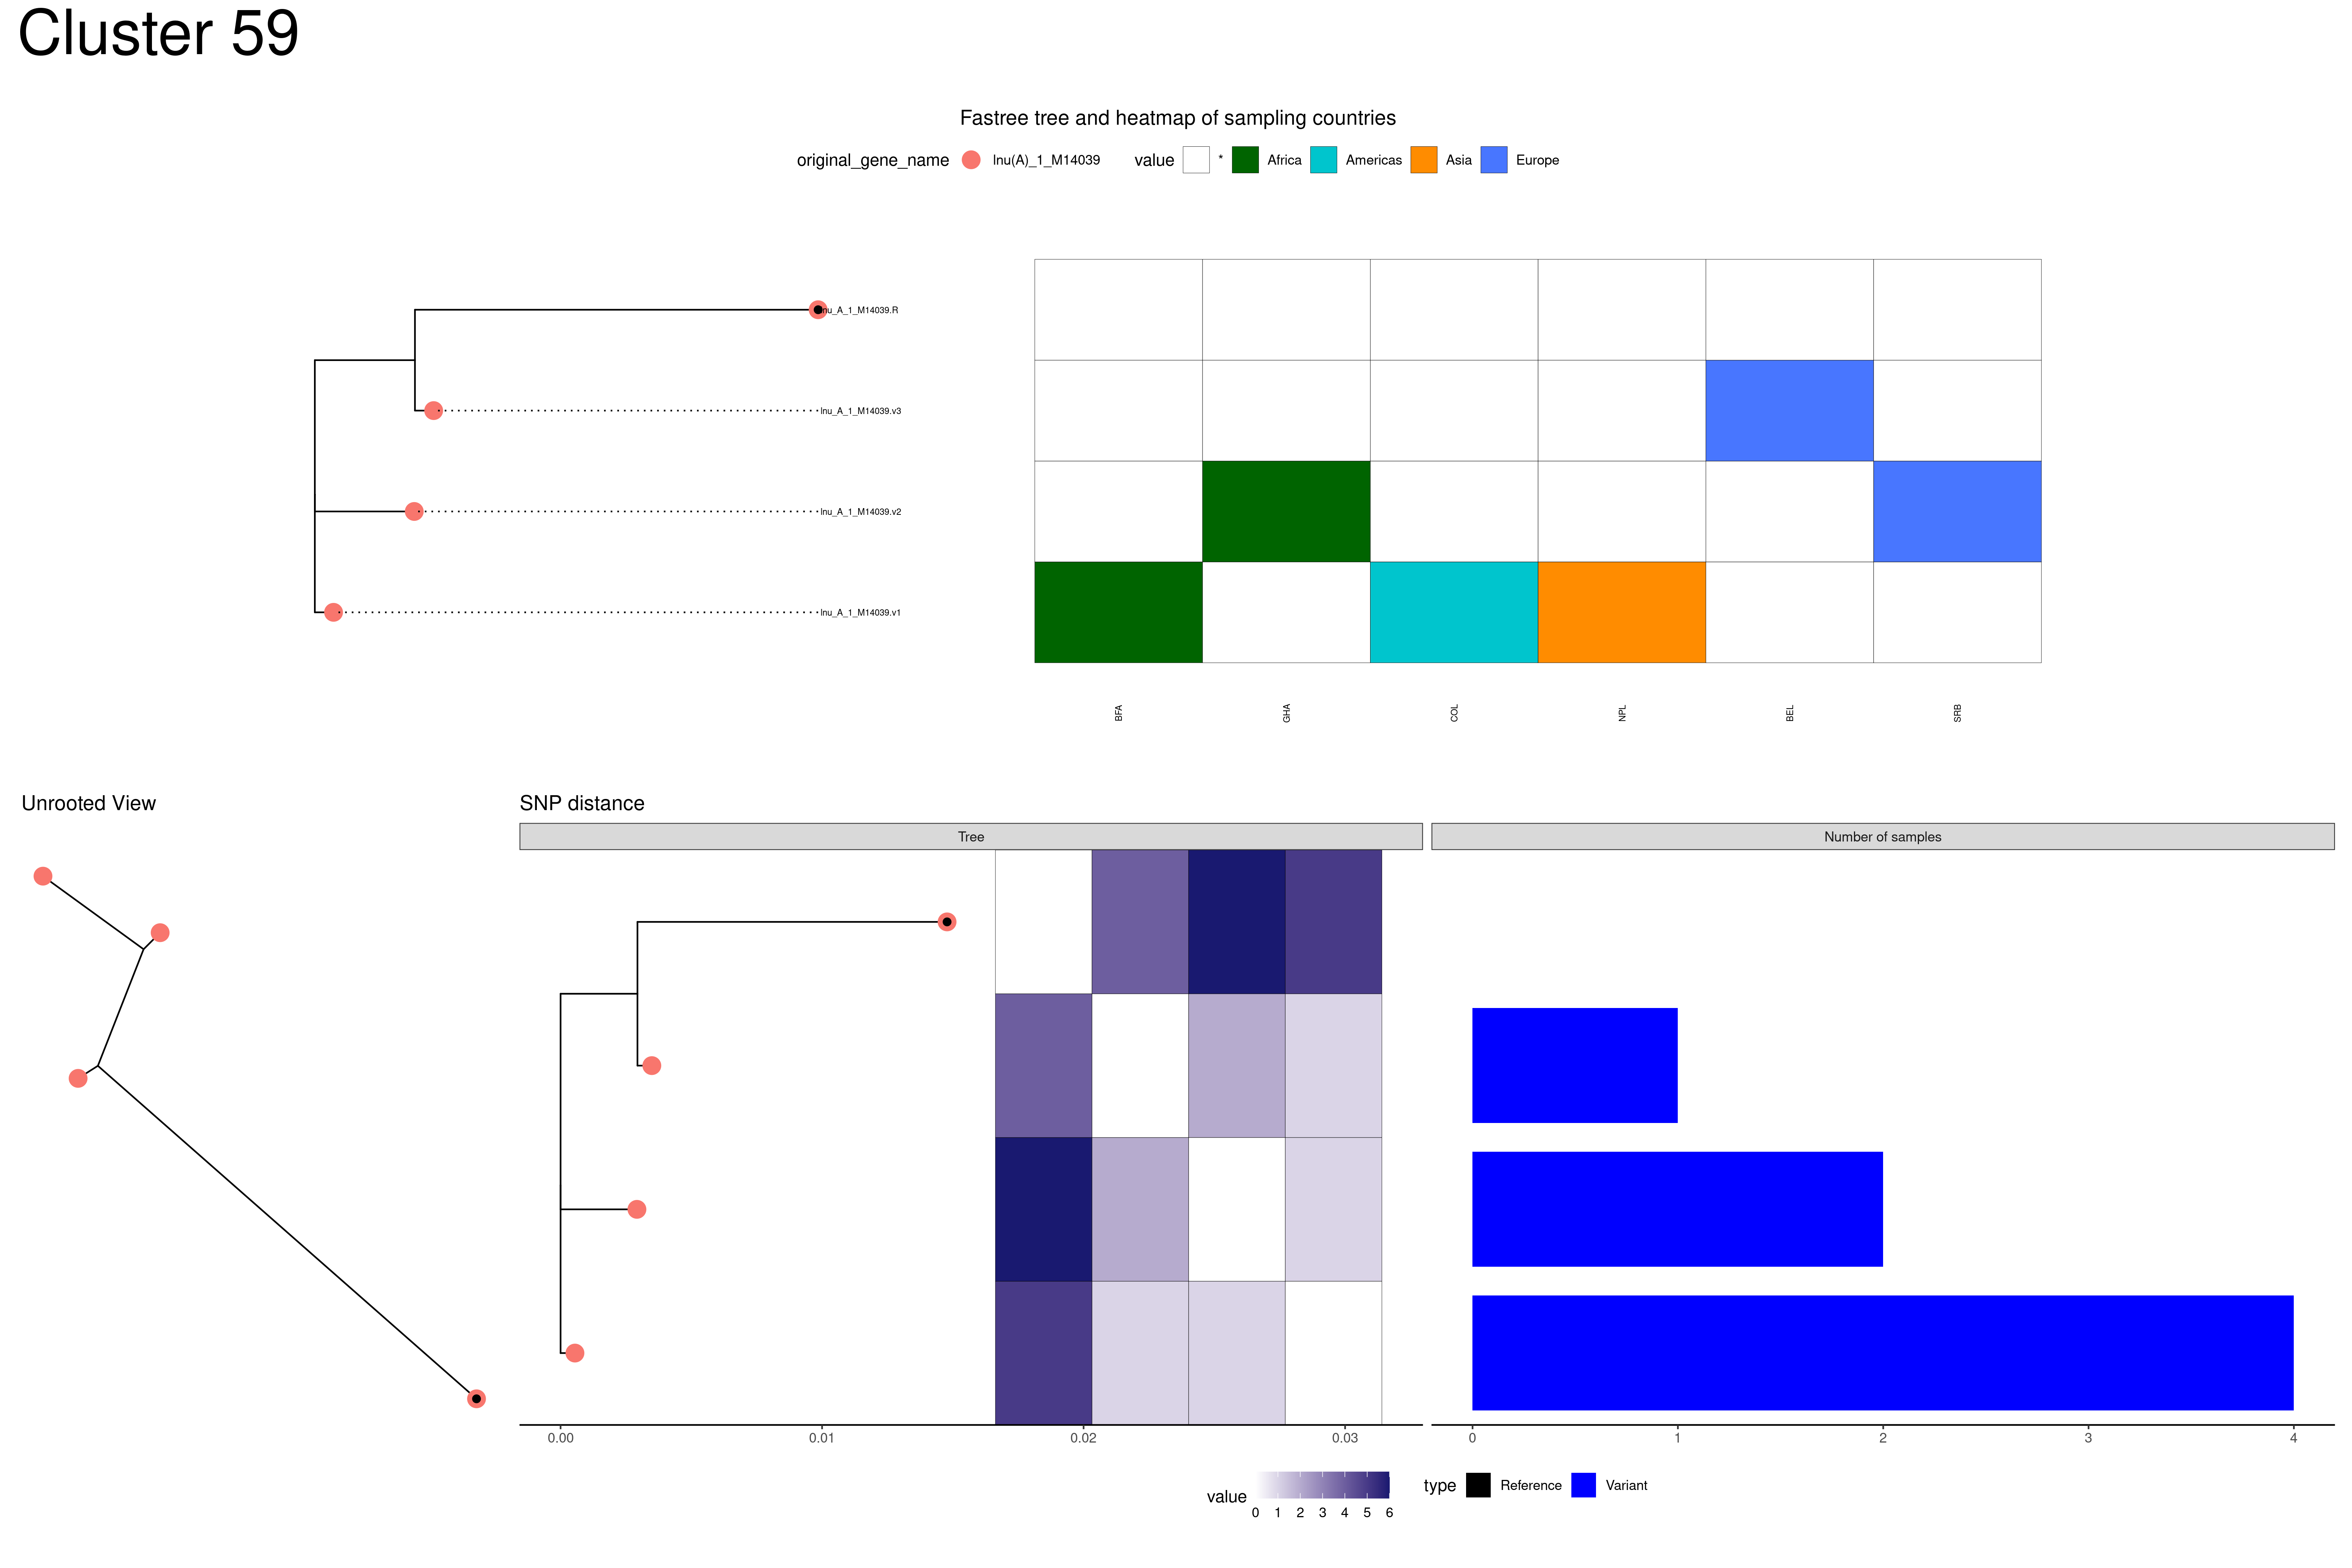 Cluster 59
Fastree tree and heatmap of sampling countries
original_gene_name lnu(A)_1_M14039 value * Africa Americas Asia Europe
lnu_A_1_M14039.R
lnu_A_1_M14039.v3
lnu_A_1_M14039.v2
lnu_A_1_M14039.v1
BFA GHA COL NPL BEL SRB
Unrooted View
SNP distance
Tree Number of samples
0.00 0.01 0.02 0.03 0 1 2 3 4
value 0 1 2 3 4 5 6 type Reference Variant